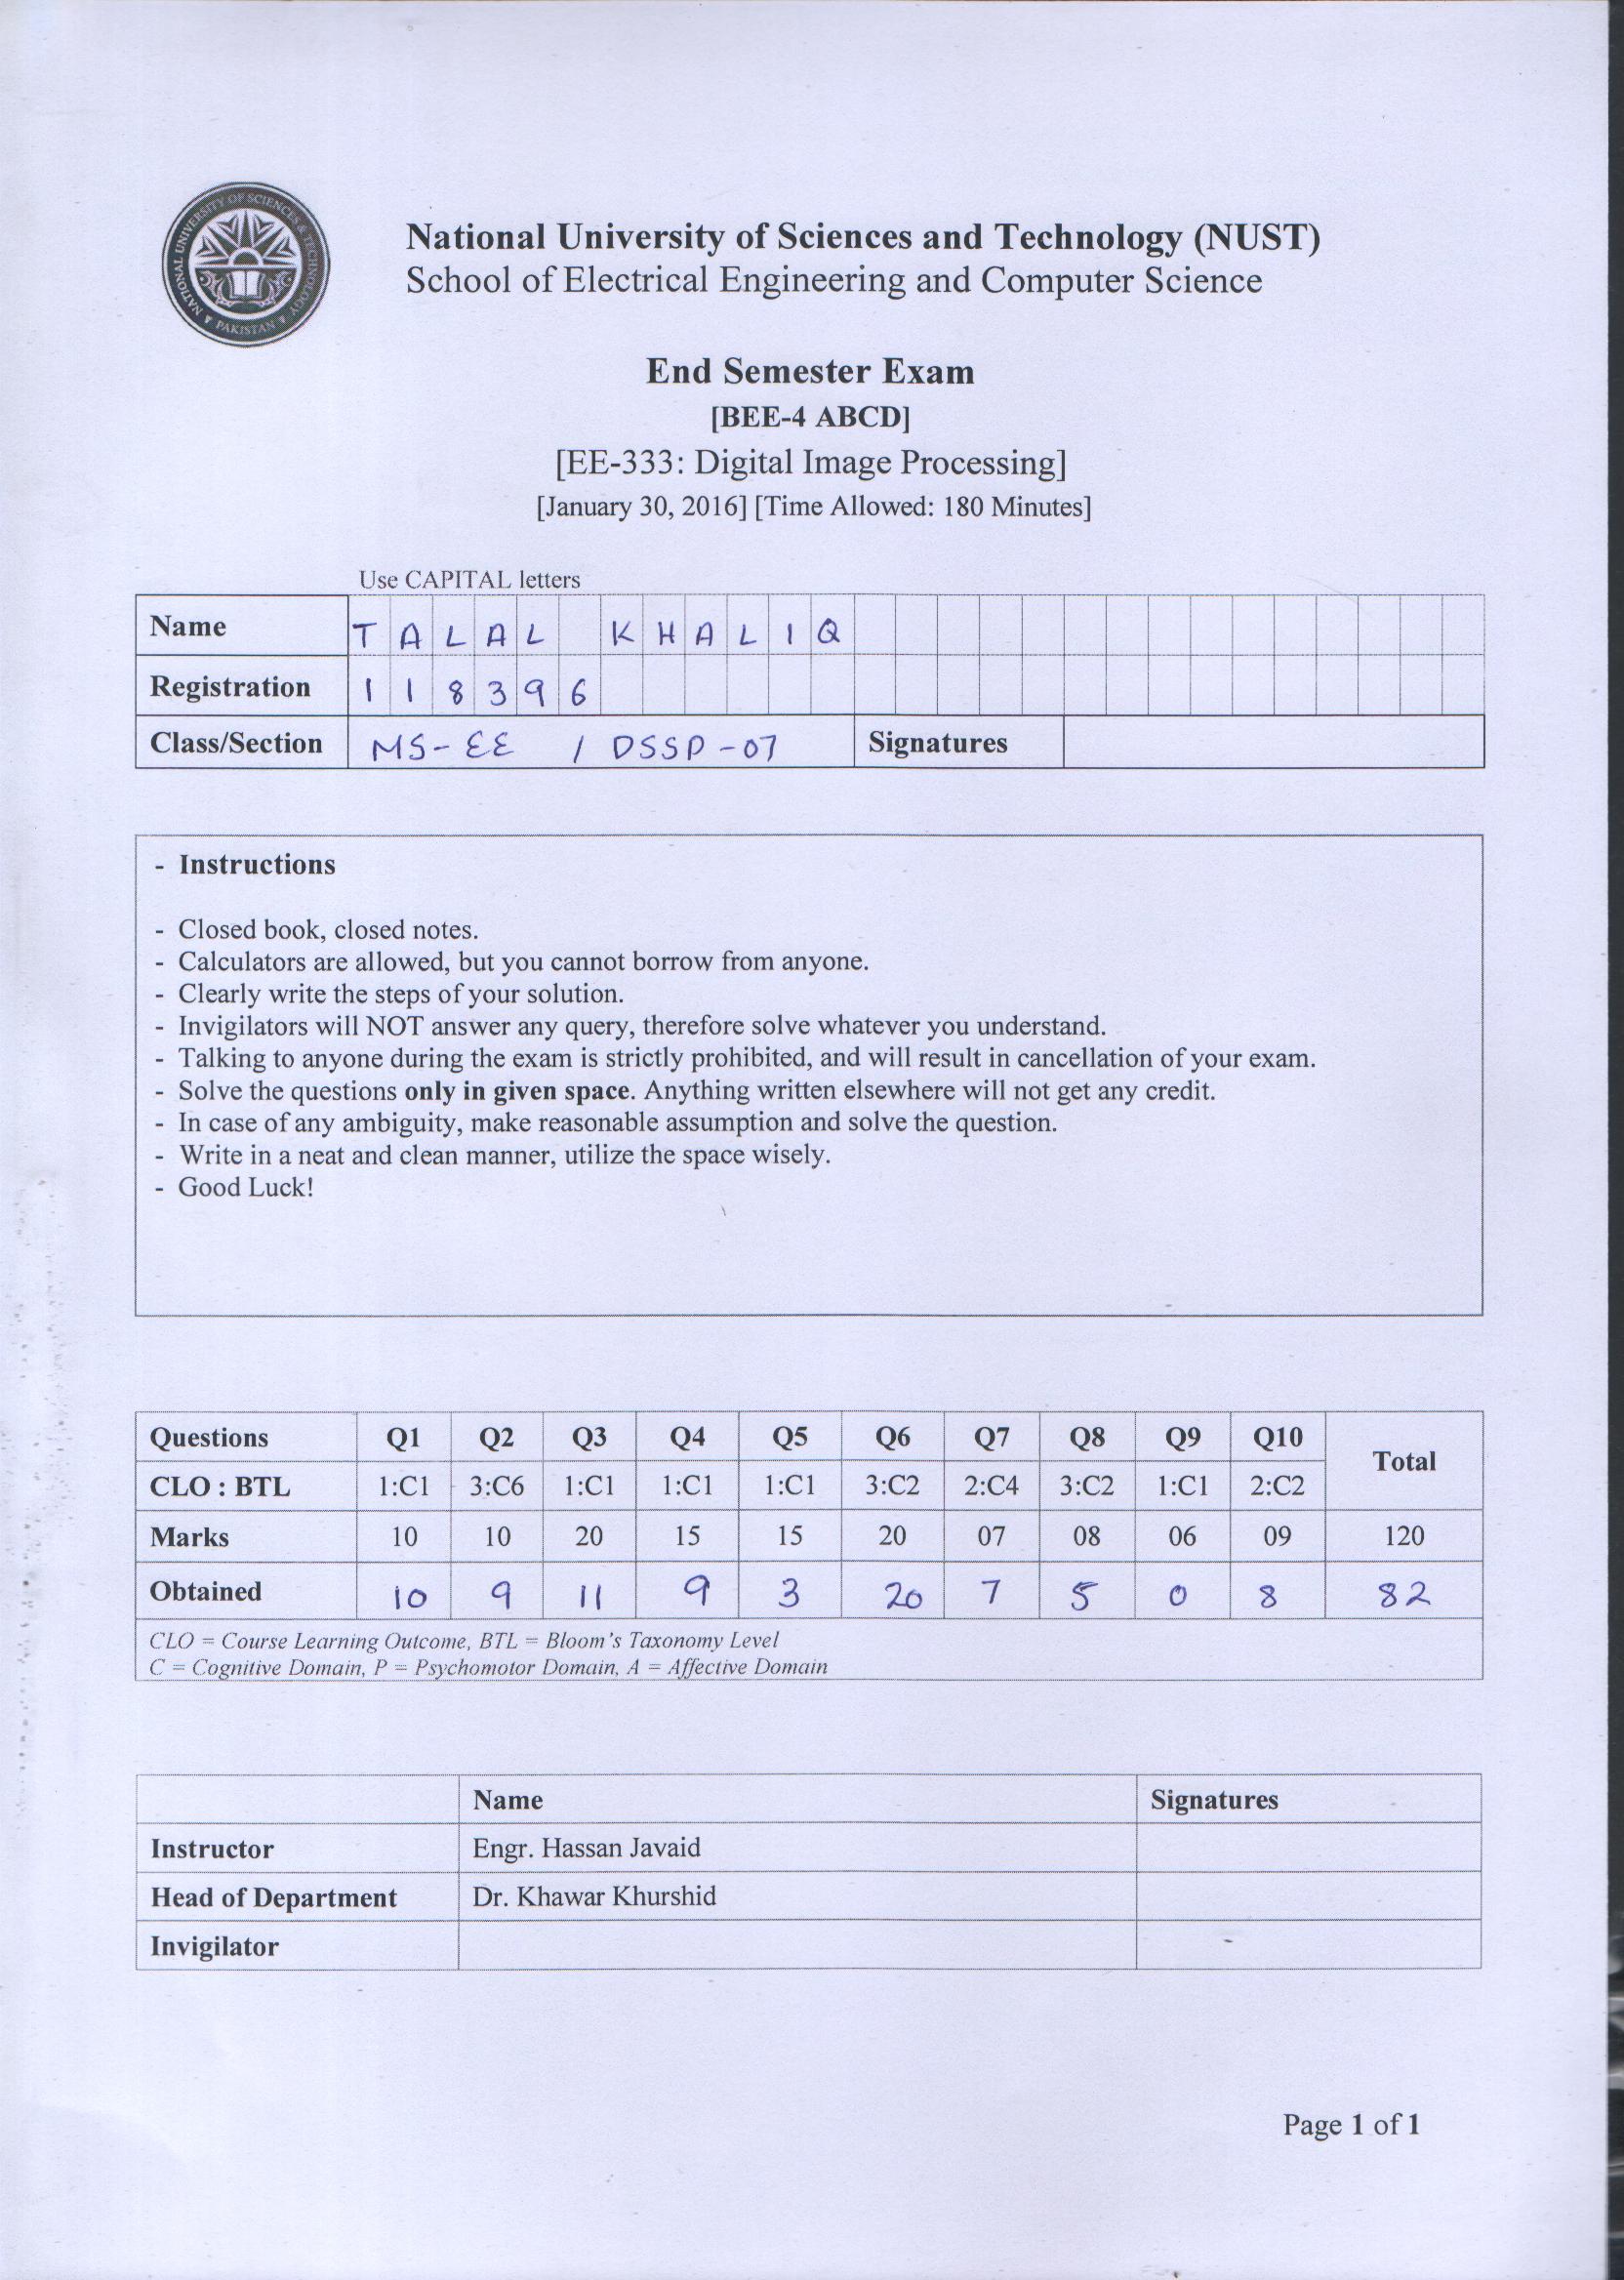 NATIONAL UNIVERSITY OF SCIENCES & TECHNOLOGY
PAKISTAN
National University of Sciences and Technology (NUST)
School of Electrical Engineering and Computer Science
End Semester Exam
[BEE-4 ABCD]
[EE-333: Digital Image Processing]
[January 30, 2016] [Time Allowed: 180 Minutes]
Use CAPITAL letters
Name TALAL KHALIQ
Registration 118396
Class/Section MS-EE / DSSP-07 Signatures
- Instructions
- Closed book, closed notes.
- Calculators are allowed, but you cannot borrow from anyone.
- Clearly write the steps of your solution.
- Invigilators will NOT answer any query, therefore solve whatever you understand.
- Talking to anyone during the exam is strictly prohibited, and will result in cancellation of your exam.
- Solve the questions only in given space. Anything written elsewhere will not get any credit.
- In case of any ambiguity, make reasonable assumption and solve the question.
- Write in a neat and clean manner, utilize the space wisely.
- Good Luck!
Questions Q1 Q2 Q3 Q4 Q5 Q6 Q7 Q8 Q9 Q10 Total
CLO : BTL 1:C1 3:C6 1:C1 1:C1 1:C1 3:C2 2:C4 3:C2 1:C1 2:C2
Marks 10 10 20 15 15 20 07 08 06 09 120
Obtained 10 9 11 9 3 20 7 5 0 8 82
CLO = Course Learning Outcome, BTL = Bloom's Taxonomy Level
C = Cognitive Domain, P = Psychomotor Domain, A = Affective Domain
Name Signatures
Instructor Engr. Hassan Javaid
Head of Department Dr. Khawar Khurshid
Invigilator
Page 1 of 1